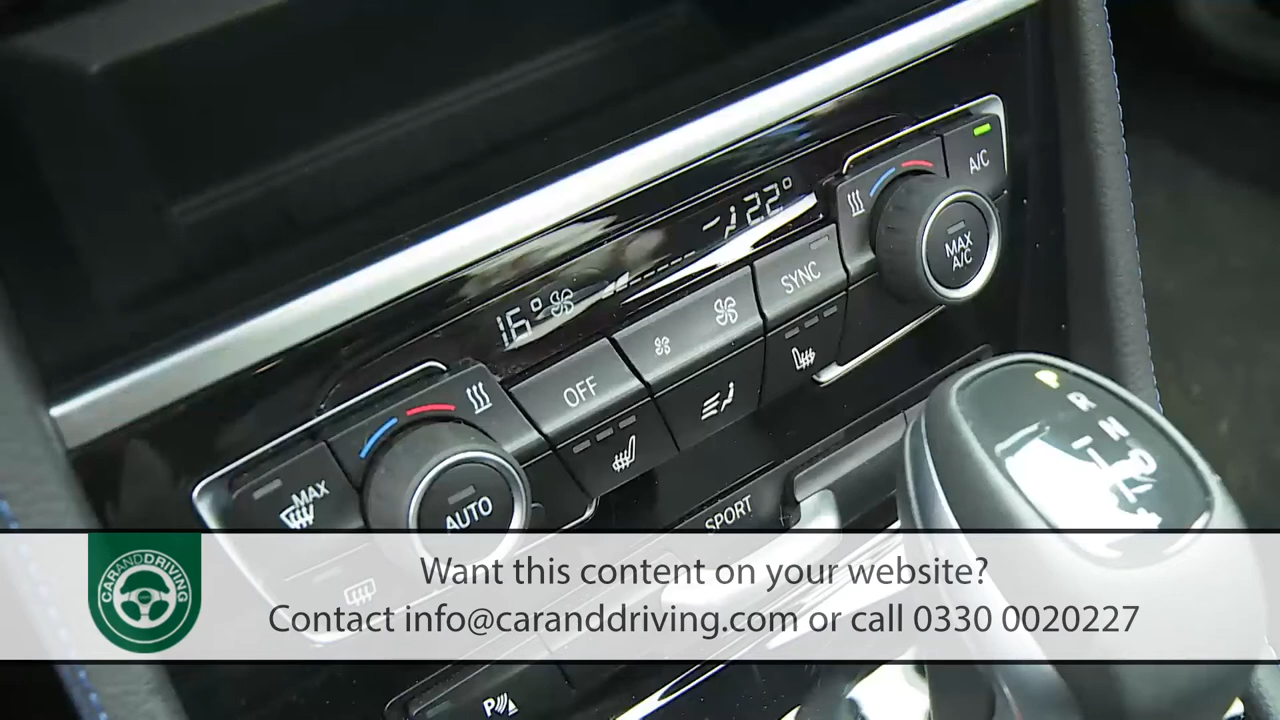 A/C
MAX
A/C
22°
SYNC
16°
OFF
MAX
AUTO
SPORT
P
R
N
CARANDDRIVING
Want this content on your website?
Contact info@caranddriving.com or call 0330 0020227
P